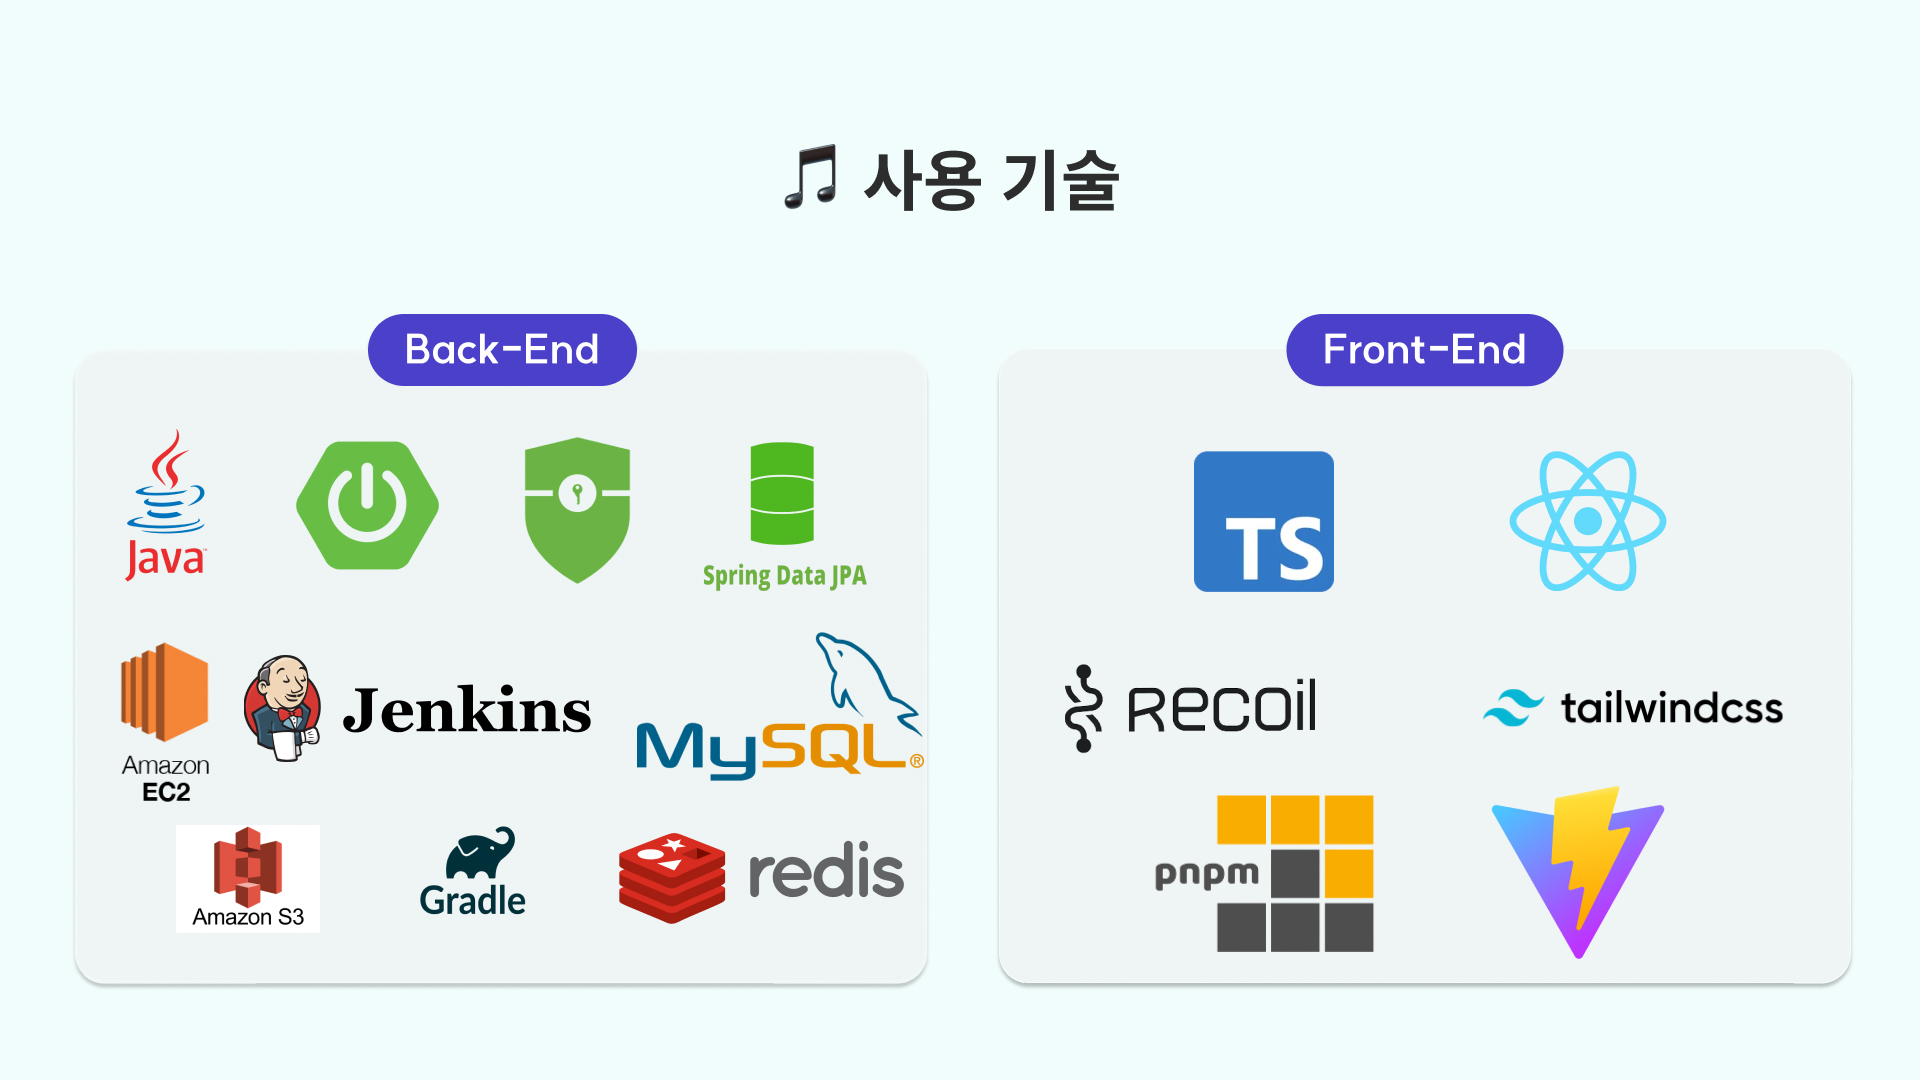 사용 기술
Back-End
Front-End
Java™
Spring Data JPA
TS
Amazon
EC2
Jenkins
MySQL®
Recoil
tailwindcss
Amazon S3
Gradle
redis
pnpm